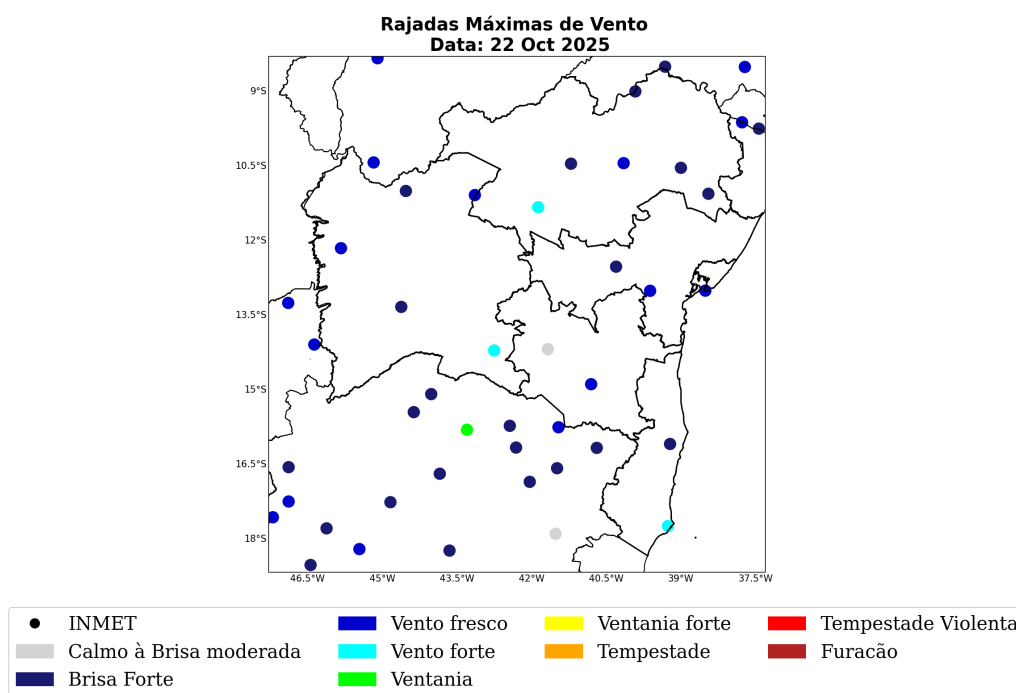 Rajadas Máximas de Vento
Data: 22 Oct 2025
9°S
10.5°S
12°S
13.5°S
15°S
16.5°S
18°S
46.5°W 45°W 43.5°W 42°W 40.5°W 39°W 37.5°W
INMET Vento fresco Ventania forte Tempestade Violenta
Calmo à Brisa moderada Vento forte Tempestade Furacão
Brisa Forte Ventania